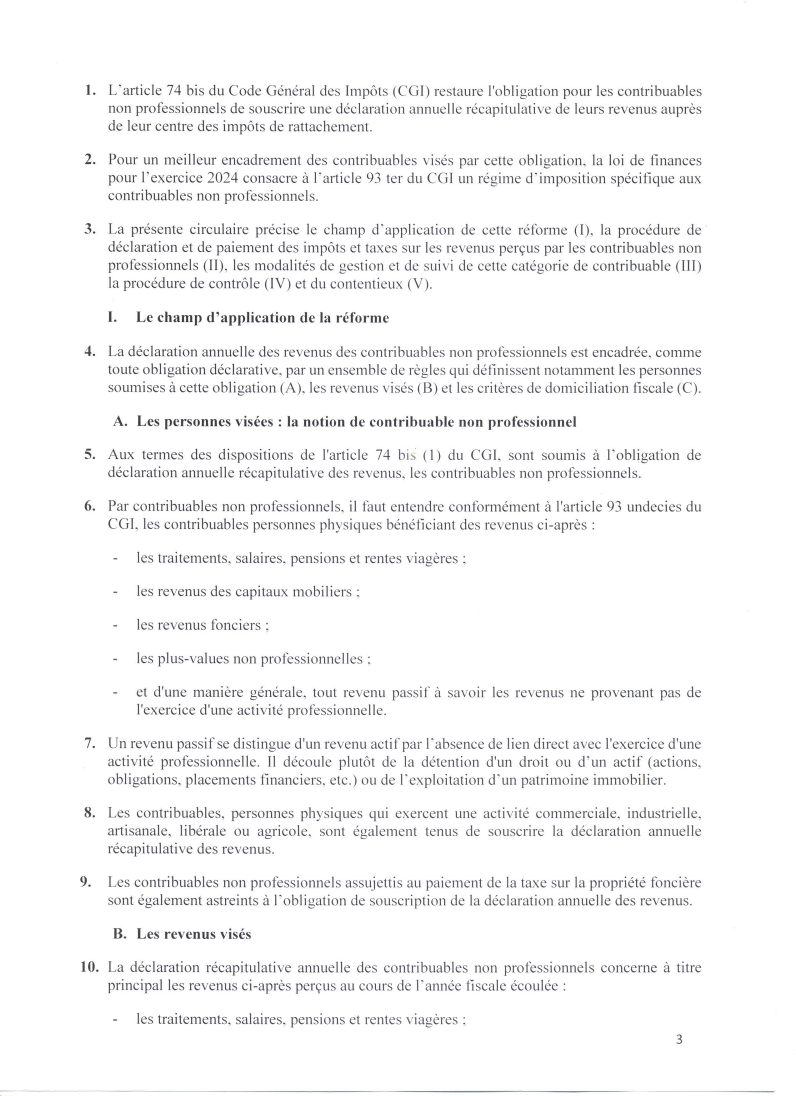 1. L'article 74 bis du Code Général des Impôts (CGI) restaure l'obligation pour les contribuables
non professionnels de souscrire une déclaration annuelle récapitulative de leurs revenus auprès
de leur centre des impôts de rattachement.
2. Pour un meilleur encadrement des contribuables visés par cette obligation, la loi de finances
pour l'exercice 2024 consacre à l'article 93 ter du CGI un régime d'imposition spécifique aux
contribuables non professionnels.
3. La présente circulaire précise le champ d'application de cette réforme (I), la procédure de
déclaration et de paiement des impôts et taxes sur les revenus perçus par les contribuables non
professionnels (II), les modalités de gestion et de suivi de cette catégorie de contribuable (III)
la procédure de contrôle (IV) et du contentieux (V).
I. Le champ d'application de la réforme
4. La déclaration annuelle des revenus des contribuables non professionnels est encadrée, comme
toute obligation déclarative, par un ensemble de règles qui définissent notamment les personnes
soumises à cette obligation (A), les revenus visés (B) et les critères de domiciliation fiscale (C).
A. Les personnes visées : la notion de contribuable non professionnel
5. Aux termes des dispositions de l'article 74 bis (1) du CGI, sont soumis à l'obligation de
déclaration annuelle récapitulative des revenus, les contribuables non professionnels.
6. Par contribuables non professionnels, il faut entendre conformément à l'article 93 undecies du
CGI, les contribuables personnes physiques bénéficiant des revenus ci-après :
- les traitements, salaires, pensions et rentes viagères ;
- les revenus des capitaux mobiliers ;
- les revenus fonciers ;
- les plus-values non professionnelles ;
- et d'une manière générale, tout revenu passif à savoir les revenus ne provenant pas de
l'exercice d'une activité professionnelle.
7. Un revenu passif se distingue d'un revenu actif par l'absence de lien direct avec l'exercice d'une
activité professionnelle. Il découle plutôt de la détention d'un droit ou d'un actif (actions,
obligations, placements financiers, etc.) ou de l'exploitation d'un patrimoine immobilier.
8. Les contribuables, personnes physiques qui exercent une activité commerciale, industrielle,
artisanale, libérale ou agricole, sont également tenus de souscrire la déclaration annuelle
récapitulative des revenus.
9. Les contribuables non professionnels assujettis au paiement de la taxe sur la propriété foncière
sont également astreints à l'obligation de souscription de la déclaration annuelle des revenus.
B. Les revenus visés
10. La déclaration récapitulative annuelle des contribuables non professionnels concerne à titre
principal les revenus ci-après perçus au cours de l'année fiscale écoulée :
- les traitements, salaires, pensions et rentes viagères ;
3